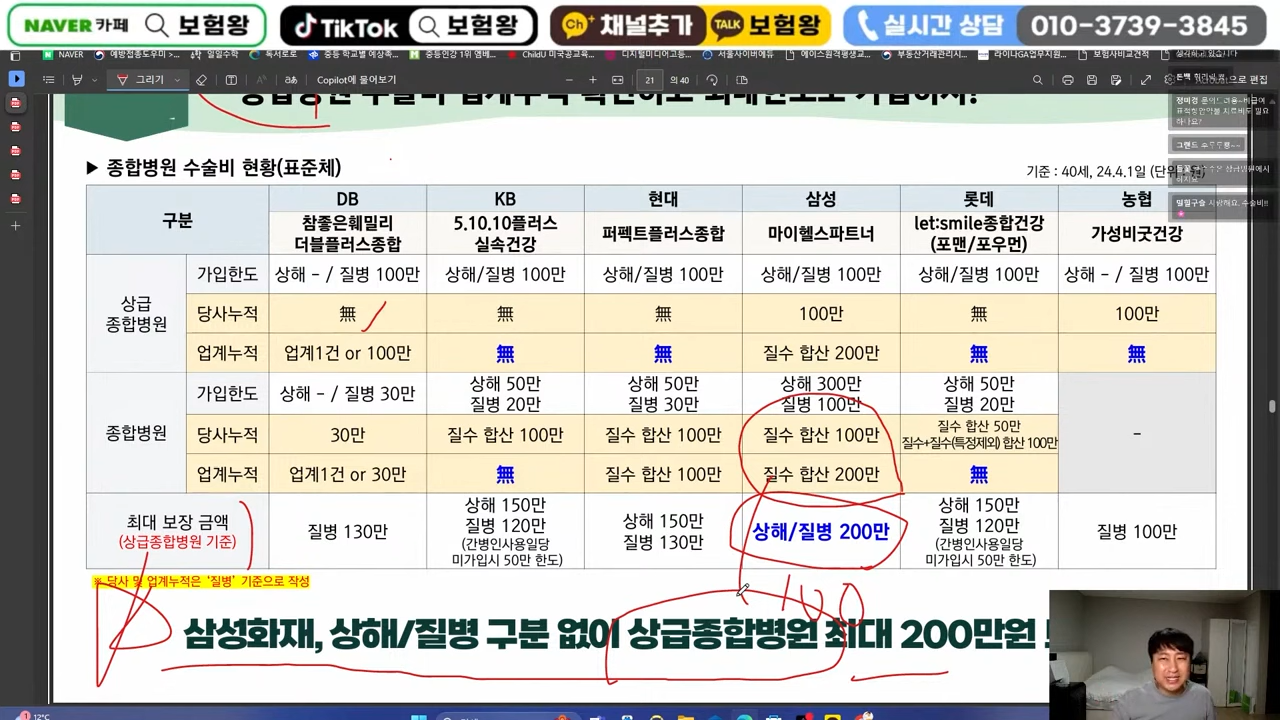 NAVER 카페 보험왕 TikTok 보험왕 Ch+ 채널추가 TALK 보험왕 실시간 상담 010-3739-3845
NAVER
그리기 Copilot에 물어보기 21 의 40 으로 편집
▶ 종합병원 수술비 현황(표준체)
기준 : 40세, 24.4.1일
구분 DB KB 현대 삼성 롯데 농협
참좋은훼밀리 더블플러스종합 5.10.10플러스 실속건강 퍼펙트플러스종합 마이헬스파트너 let:smile종합건강 (포맨/포우먼) 가성비굿건강
상급 종합병원 가입한도 상해 - / 질병 100만 상해/질병 100만 상해/질병 100만 상해/질병 100만 상해/질병 100만 상해 - / 질병 100만
당사누적 無 無 無 100만 無 100만
업계누적 업계1건 or 100만 無 無 질수 합산 200만 無 無
종합병원 가입한도 상해 - / 질병 30만 상해 50만 질병 20만 상해 50만 질병 30만 상해 300만 질병 100만 상해 50만 질병 20만 -
당사누적 30만 질수 합산 100만 질수 합산 100만 질수 합산 100만 질수 합산 50만 질수+질수(특정제외) 합산 100만
업계누적 업계1건 or 30만 無 질수 합산 100만 질수 합산 200만 無
최대 보장 금액 (상급종합병원 기준) 질병 130만 상해 150만 질병 120만 (간병인사용일당 미가입시 50만 한도) 상해 150만 질병 130만 상해/질병 200만 상해 150만 질병 120만 (간병인사용일당 미가입시 50만 한도) 질병 100만
※ 당사 및 업계누적은 '질병' 기준으로 작성
100
삼성화재, 상해/질병 구분 없이 상급종합병원 최대 200만원
12°C